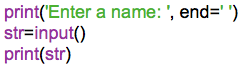 print('Enter a name: ', end=' ')
str=input()
print(str)